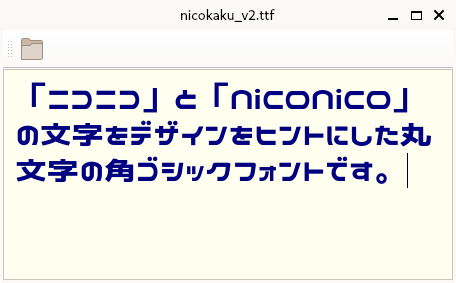 nicokaku_v2.ttf
「ニコニコ」と「niconico」
の文字をデザインをヒントにした丸
文字の角ゴシックフォントです。